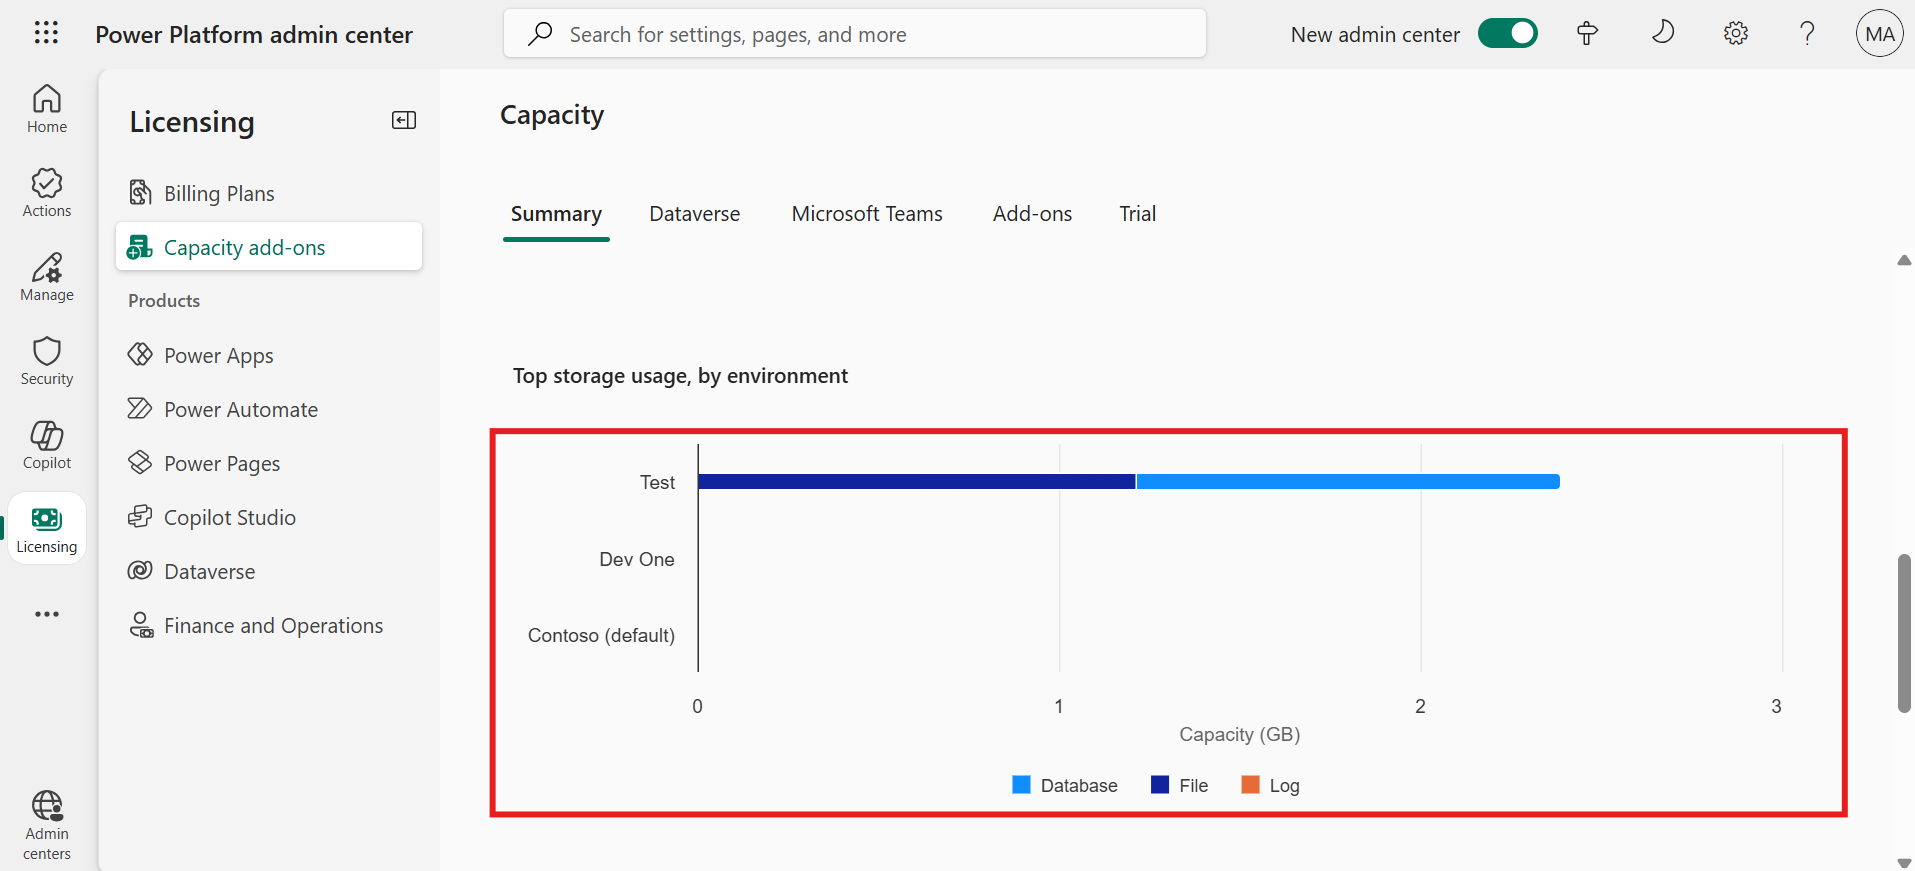 Power Platform admin center
Search for settings, pages, and more
New admin center
MA
Home
Actions
Manage
Security
Copilot
Licensing
Admin
centers
Licensing
Billing Plans
Capacity add-ons
Products
Power Apps
Power Automate
Power Pages
Copilot Studio
Dataverse
Finance and Operations
Capacity
Summary Dataverse Microsoft Teams Add-ons Trial
Top storage usage, by environment
Test
Dev One
Contoso (default)
0 1 2 3
Capacity (GB)
Database File Log